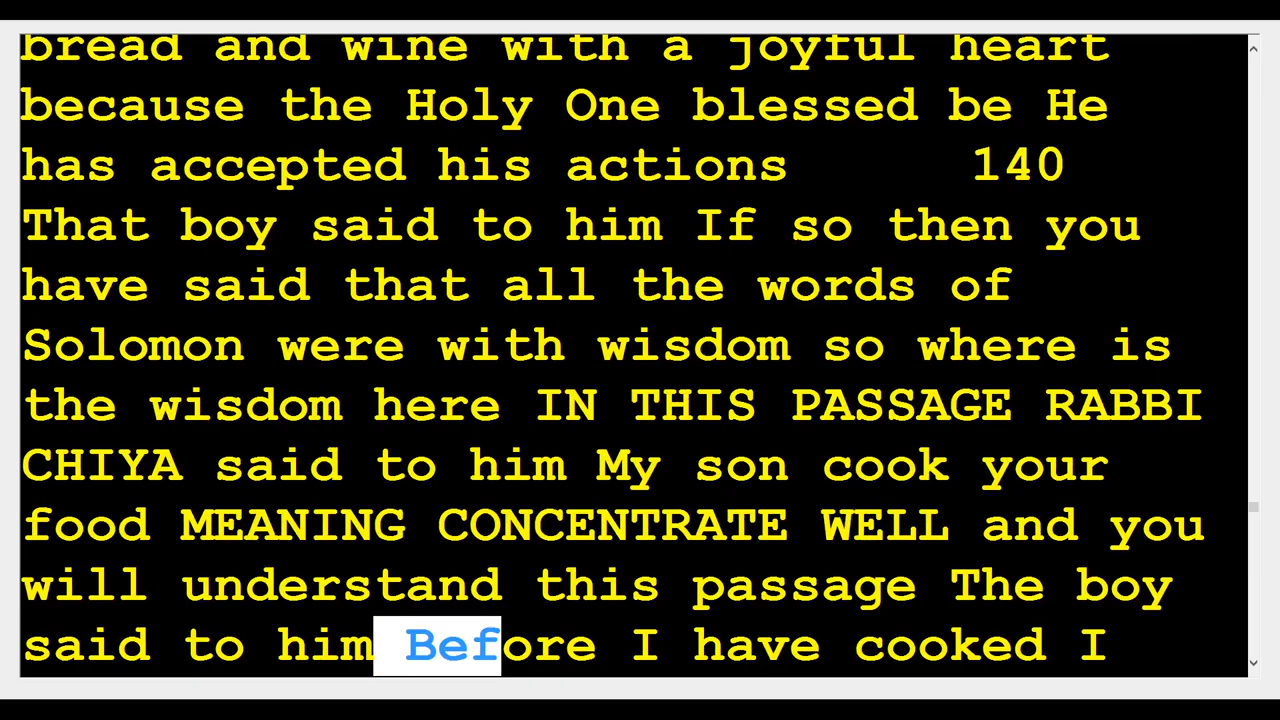 bread and wine with a joyful heart
because the Holy One blessed be He
has accepted his actions 140
That boy said to him If so then you
have said that all the words of
Solomon were with wisdom so where is
the wisdom here IN THIS PASSAGE RABBI
CHIYA said to him My son cook your
food MEANING CONCENTRATE WELL and you
will understand this passage The boy
said to him Before I have cooked I